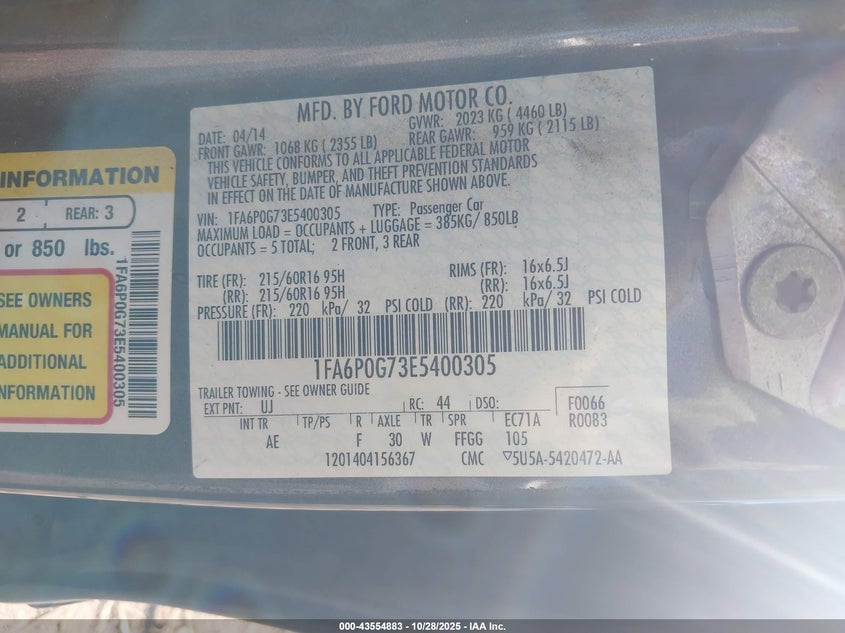 MFD. BY FORD MOTOR CO.
DATE: 04/14
GVWR: 2023 KG ( 4460 LB)
FRONT GAWR: 1068 KG ( 2355 LB)
REAR GAWR: 959 KG ( 2115 LB)
THIS VEHICLE CONFORMS TO ALL APPLICABLE FEDERAL MOTOR
VEHICLE SAFETY, BUMPER, AND THEFT PREVENTION STANDARDS
IN EFFECT ON THE DATE OF MANUFACTURE SHOWN ABOVE.
VIN: 1FA6P0G73E5400305 TYPE: Passenger Car
MAXIMUM LOAD = OCCUPANTS + LUGGAGE = 385KG/ 850LB
OCCUPANTS = 5 TOTAL; 2 FRONT, 3 REAR
TIRE (FR): 215/60R16 95H RIMS (FR): 16x6.5J
(RR): 215/60R16 95H (RR): 16x6.5J
PRESSURE (FR): 220 kPa/ 32 PSI COLD (RR): 220 kPa/ 32 PSI COLD
1FA6P0G73E5400305
TRAILER TOWING - SEE OWNER GUIDE
EXT PNT: UJ RC: 44 DSO: F0066
INT TR TP/PS R AXLE TR SPR EC71A R0083
AE F 30 W FFGG 105
1201404156367 CMC ▽5U5A-5420472-AA
INFORMATION
2 REAR: 3
or 850 lbs.
SEE OWNERS
MANUAL FOR
ADDITIONAL
INFORMATION
1FA6P0G73E5400305
000-43554883 - 10/28/2025 - IAA Inc.